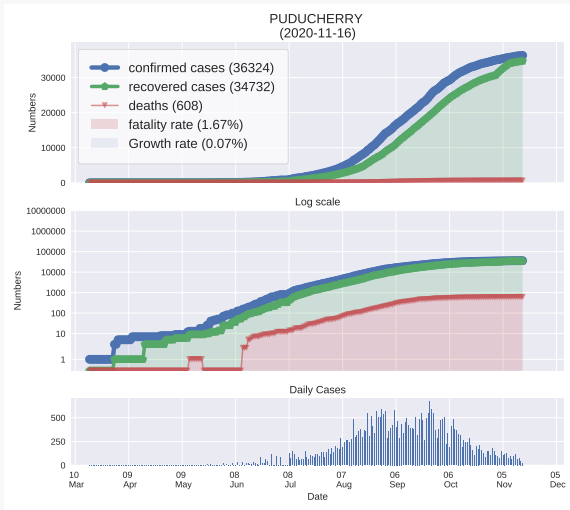 PUDUCHERRY
(2020-11-16)
confirmed cases (36324)
recovered cases (34732)
deaths (608)
fatality rate (1.67%)
Growth rate (0.07%)
Numbers
30000
20000
10000
0
Log scale
Numbers
10000000
1000000
100000
10000
1000
100
10
1
Daily Cases
500
250
0
10 09 09 08 08 07 06 06 05 05
Mar Apr May Jun Jul Aug Sep Oct Nov Dec
Date